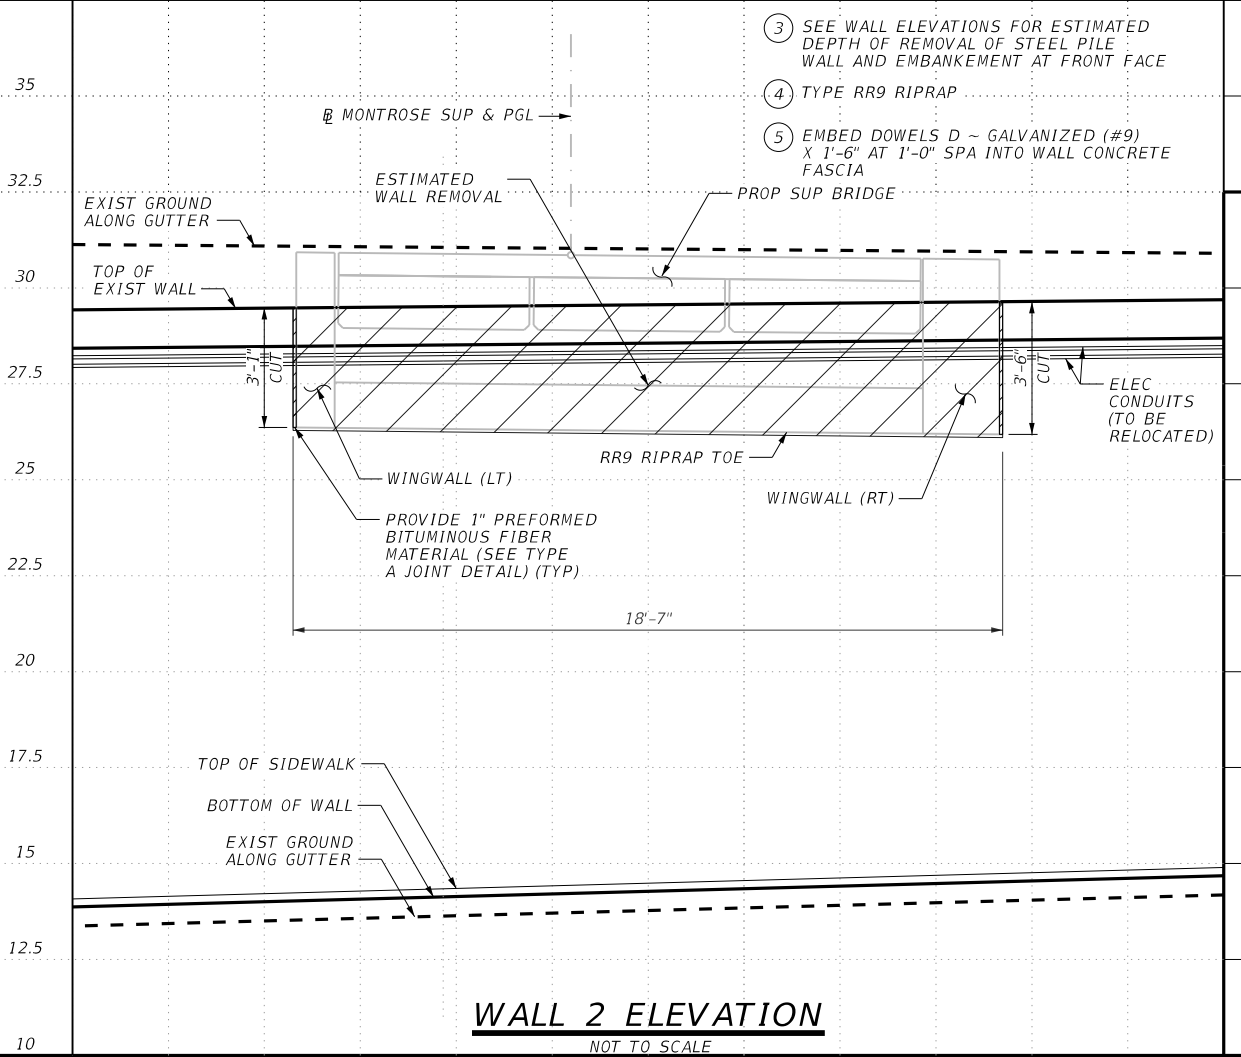 3 SEE WALL ELEVATIONS FOR ESTIMATED
DEPTH OF REMOVAL OF STEEL PILE
WALL AND EMBANKEMENT AT FRONT FACE
4 TYPE RR9 RIPRAP
5 EMBED DOWELS D ~ GALVANIZED (#9)
X 1'-6" AT 1'-0" SPA INTO WALL CONCRETE
FASCIA
35
32.5
30
27.5
25
22.5
20
17.5
15
12.5
10
BL MONTROSE SUP & PGL
ESTIMATED
WALL REMOVAL
PROP SUP BRIDGE
EXIST GROUND
ALONG GUTTER
TOP OF
EXIST WALL
3'-1"
CUT
3'-6"
CUT
ELEC
CONDUITS
(TO BE
RELOCATED)
RR9 RIPRAP TOE
WINGWALL (LT)
WINGWALL (RT)
PROVIDE 1" PREFORMED
BITUMINOUS FIBER
MATERIAL (SEE TYPE
A JOINT DETAIL) (TYP)
18'-7"
TOP OF SIDEWALK
BOTTOM OF WALL
EXIST GROUND
ALONG GUTTER
WALL 2 ELEVATION
NOT TO SCALE